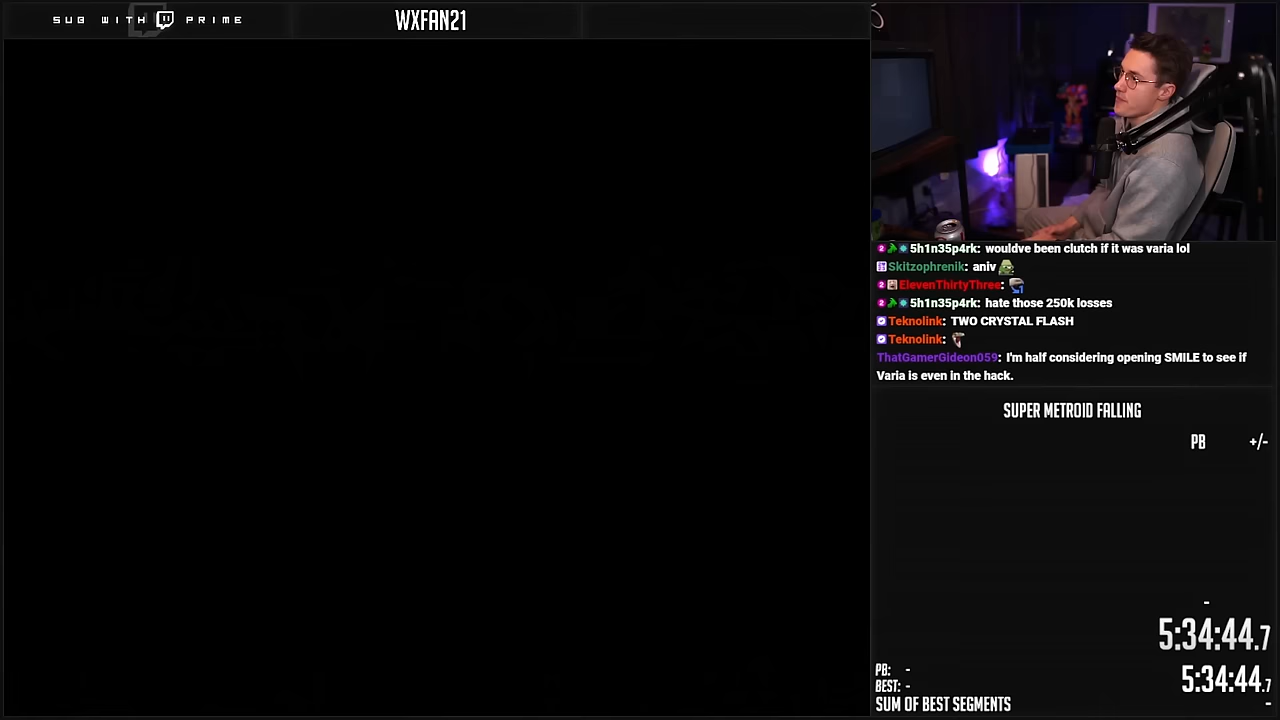 SUB WITH PRIME
WXFAN21
5h1n35p4rk: wouldve been clutch if it was varia lol
Skitzophrenik: aniv
ElevenThirtyThree:
5h1n35p4rk: hate those 250k losses
Teknolink: TWO CRYSTAL FLASH
Teknolink:
ThatGamerGideon059: I'm half considering opening SMILE to see if
Varia is even in the hack.
SUPER METROID FALLING
PB +/-
-
5:34:44.7
PB: -
5:34:44.7
BEST: -
SUM OF BEST SEGMENTS -